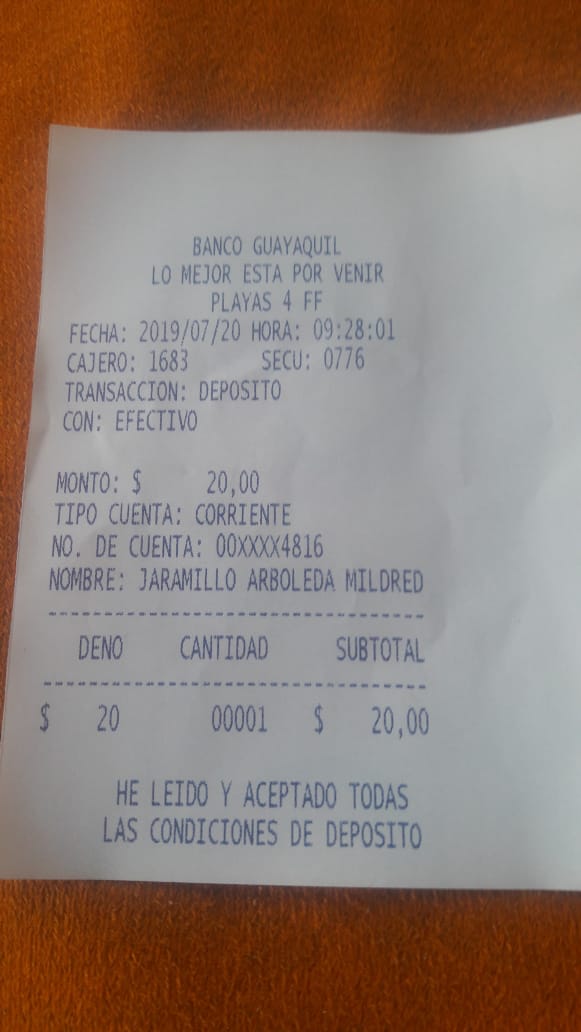 BANCO GUAYAQUIL
LO MEJOR ESTA POR VENIR
PLAYAS 4 FF
FECHA: 2019/07/20 HORA: 09:28:01
CAJERO: 1683 SECU: 0776
TRANSACCION: DEPOSITO
CON: EFECTIVO
MONTO: $ 20,00
TIPO CUENTA: CORRIENTE
NO. DE CUENTA: 00XXXX4816
NOMBRE: JARAMILLO ARBOLEDA MILDRED
DENO CANTIDAD SUBTOTAL
$ 20 00001 $ 20,00
HE LEIDO Y ACEPTADO TODAS
LAS CONDICIONES DE DEPOSITO